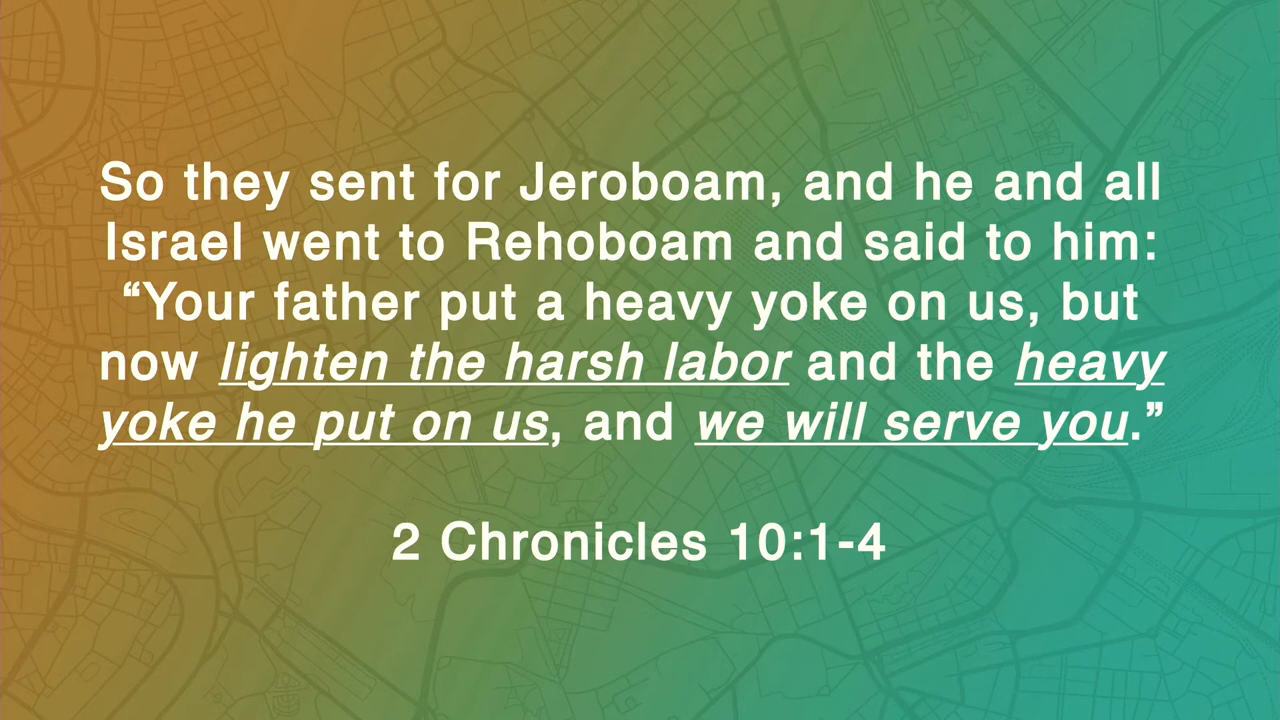 So they sent for Jeroboam, and he and all
Israel went to Rehoboam and said to him:
“Your father put a heavy yoke on us, but
now lighten the harsh labor and the heavy
yoke he put on us, and we will serve you.”
2 Chronicles 10:1-4